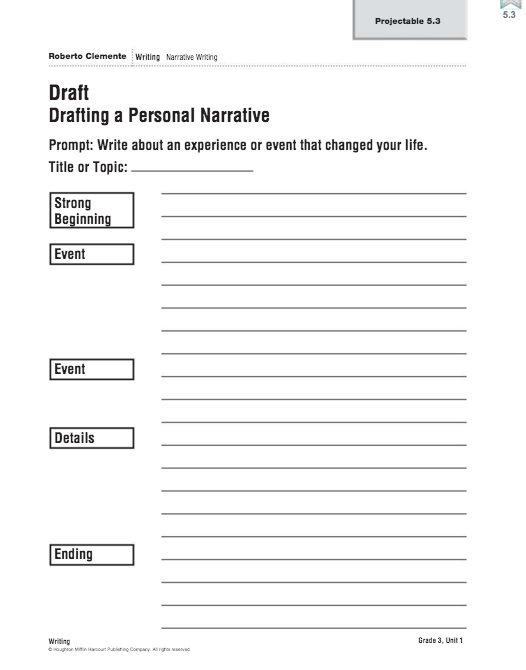 Projectable 5.3
5.3
Roberto Clemente Writing Narrative Writing
Draft
Drafting a Personal Narrative
Prompt: Write about an experience or event that changed your life.
Title or Topic:
Strong
Beginning
Event
Event
Details
Ending
Writing
Grade 3, Unit 1
© Houghton Mifflin Harcourt Publishing Company. All rights reserved.